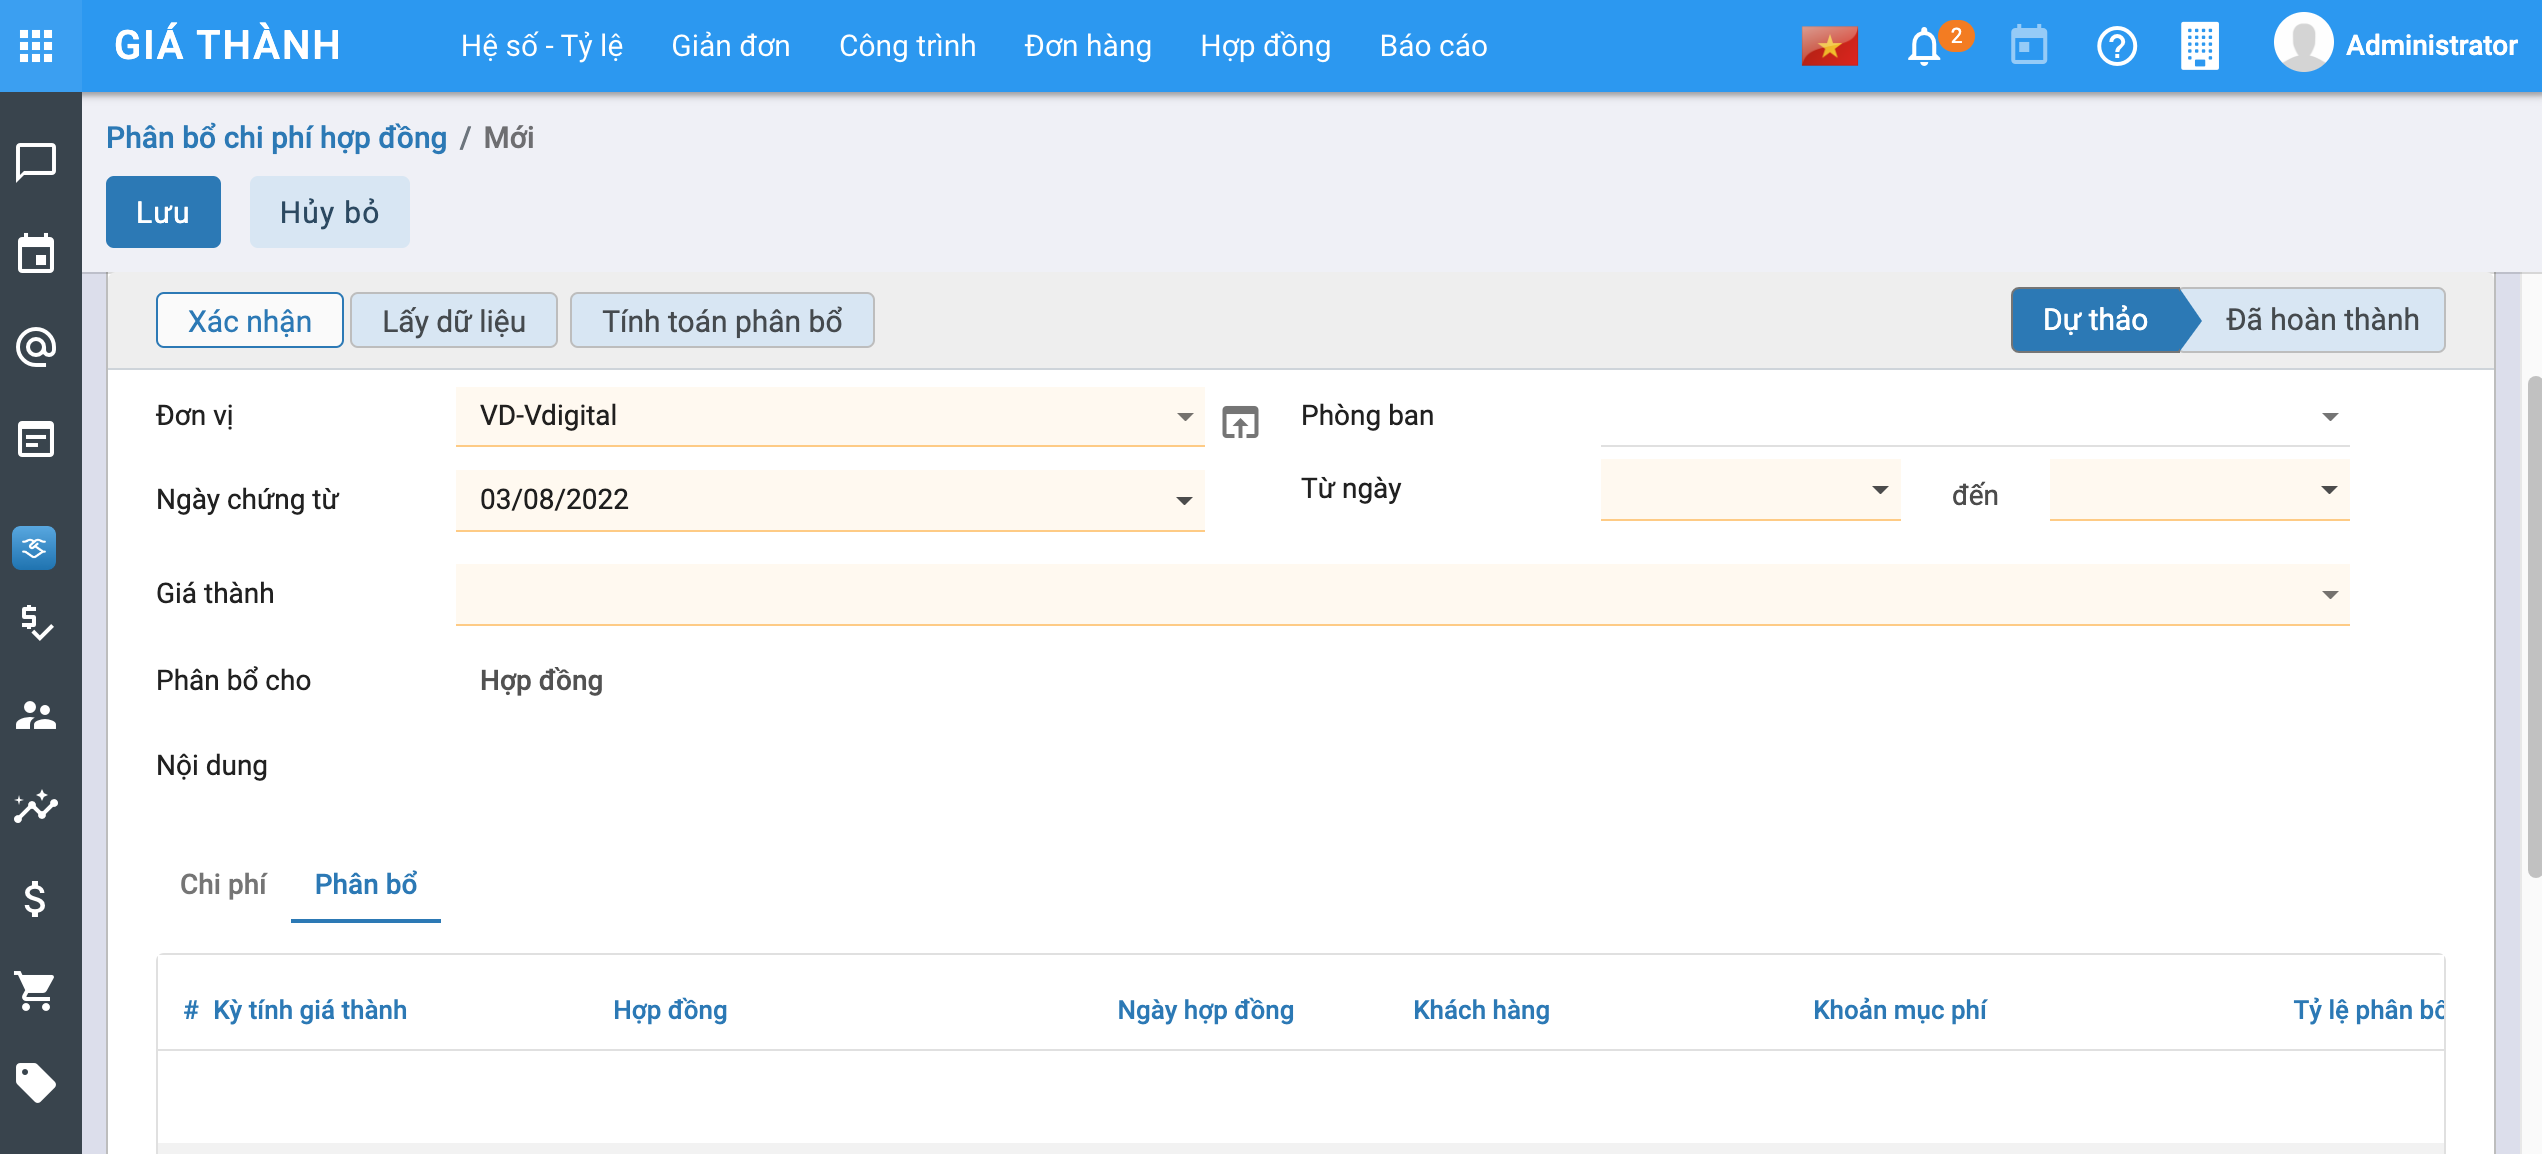 GIÁ THÀNH Hệ số - Tỷ lệ Giản đơn Công trình Đơn hàng Hợp đồng Báo cáo 2 Administrator
Phân bổ chi phí hợp đồng / Mới
Lưu Hủy bỏ
Xác nhận Lấy dữ liệu Tính toán phân bổ Dự thảo Đã hoàn thành
Đơn vị VD-Vdigital Phòng ban
Ngày chứng từ 03/08/2022 Từ ngày đến
Giá thành
Phân bổ cho Hợp đồng
Nội dung
Chi phí Phân bổ
# Kỳ tính giá thành Hợp đồng Ngày hợp đồng Khách hàng Khoản mục phí Tỷ lệ phân bổ